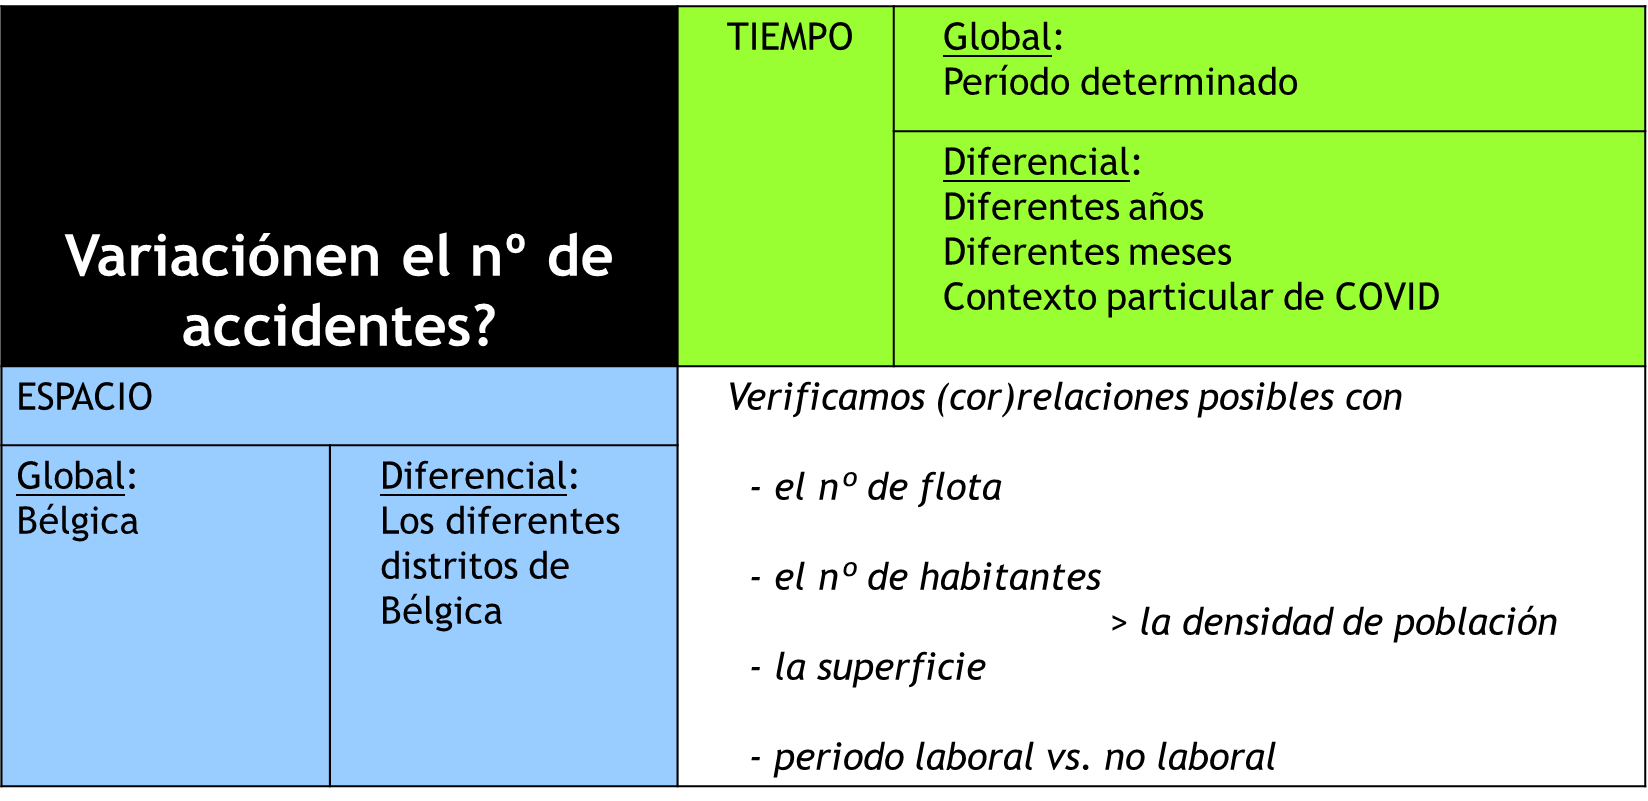 Variaciónen el nº de
accidentes?
TIEMPO
Global:
Período determinado
Diferencial:
Diferentes años
Diferentes meses
Contexto particular de COVID
ESPACIO
Global:
Bélgica
Diferencial:
Los diferentes
distritos de
Bélgica
Verificamos (cor)relaciones posibles con
- el nº de flota
- el nº de habitantes
> la densidad de población
- la superficie
- periodo laboral vs. no laboral